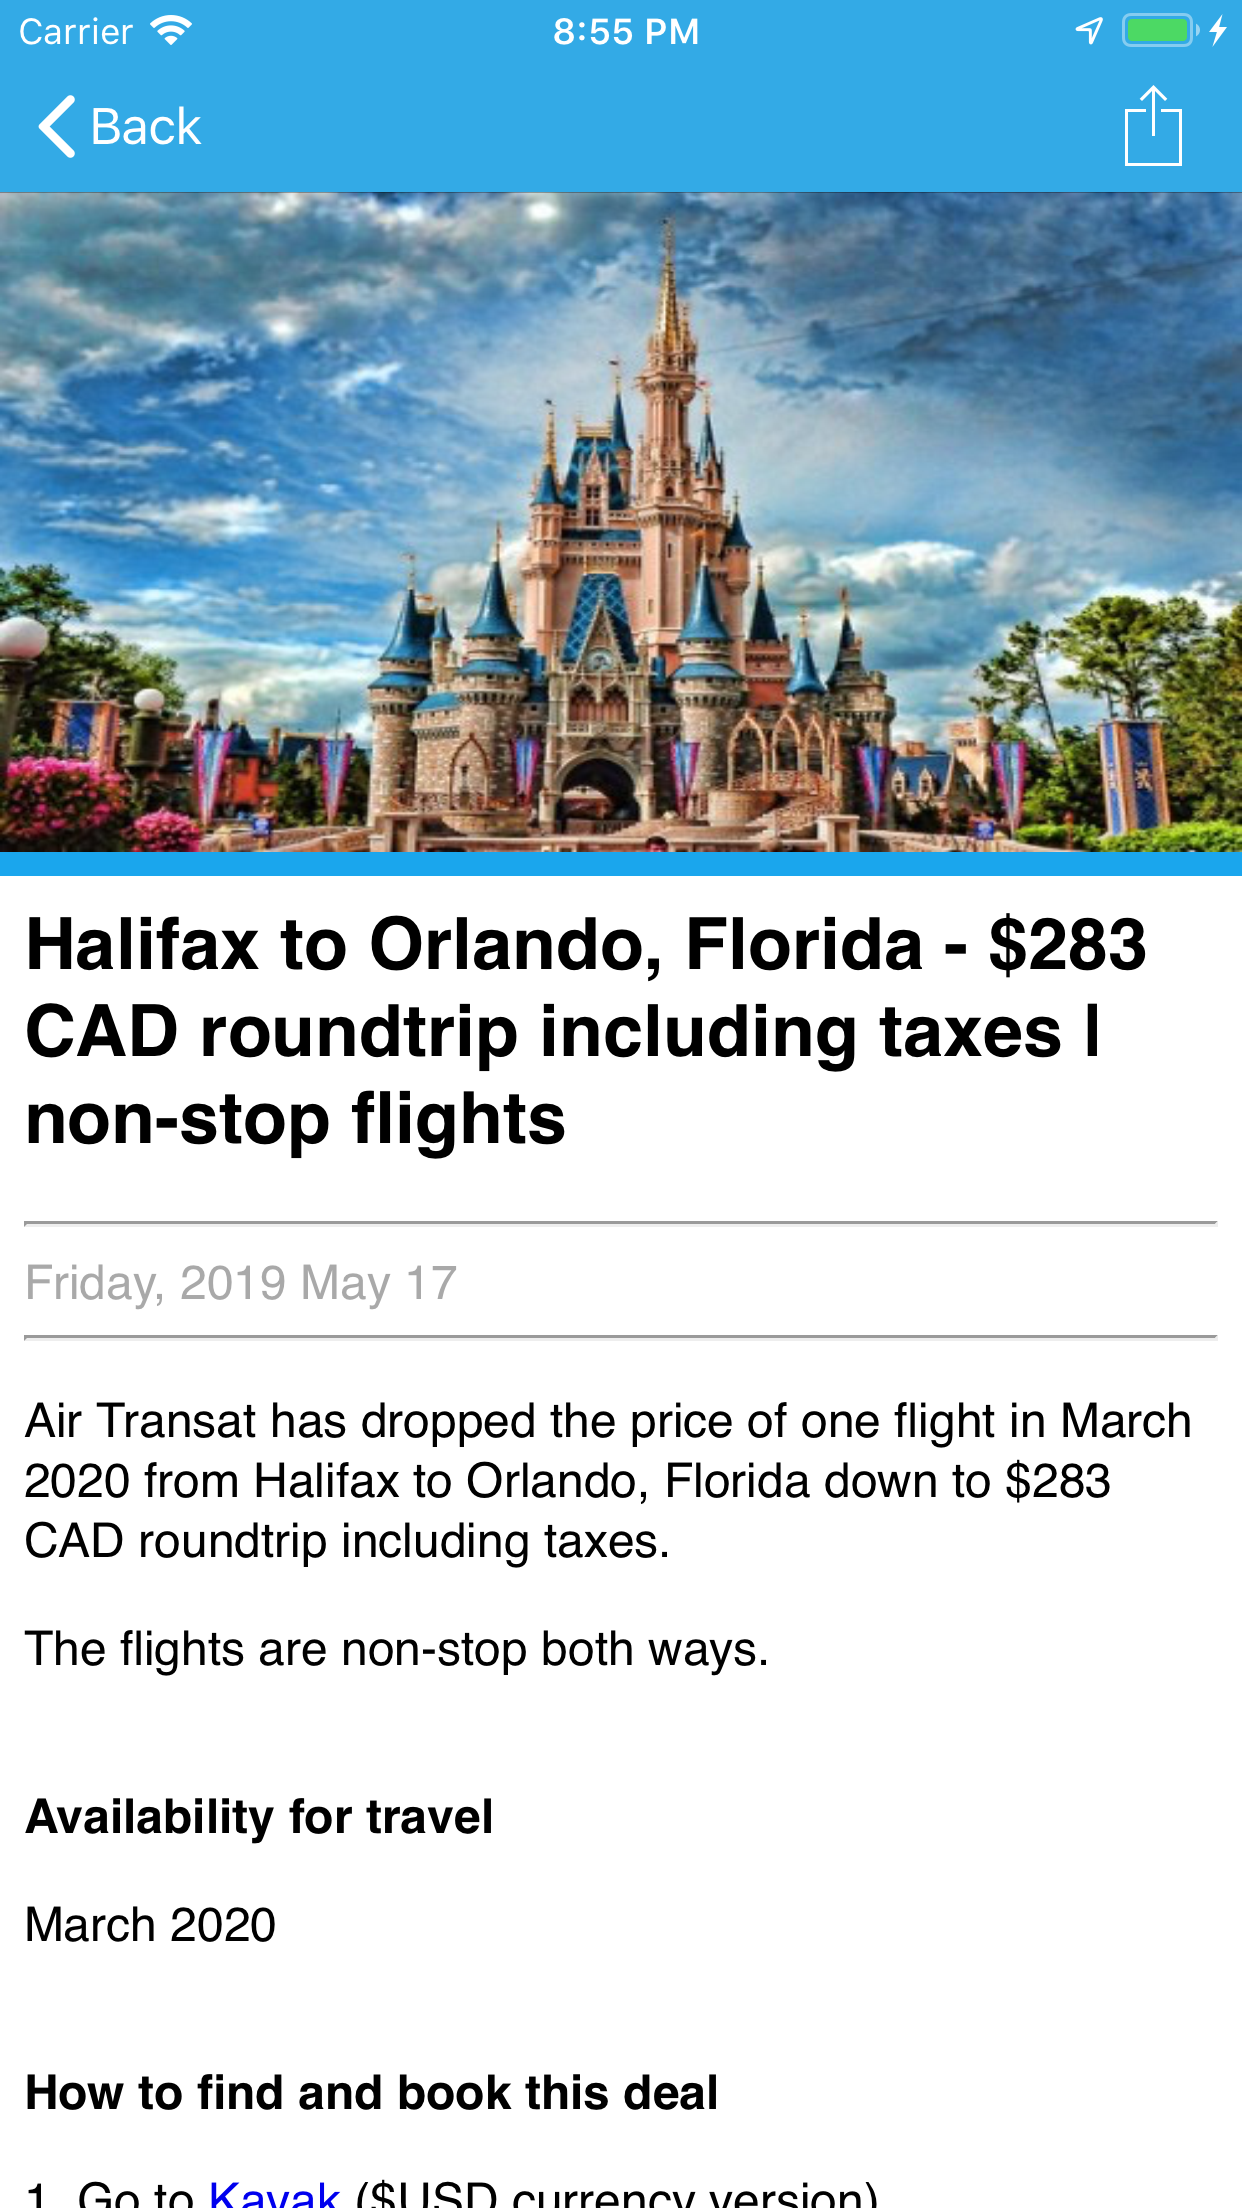 Carrier 8:55 PM
Back
Halifax to Orlando, Florida - $283
CAD roundtrip including taxes |
non-stop flights
Friday, 2019 May 17
Air Transat has dropped the price of one flight in March
2020 from Halifax to Orlando, Florida down to $283
CAD roundtrip including taxes.
The flights are non-stop both ways.
Availability for travel
March 2020
How to find and book this deal
1. Go to Kayak ($USD currency version)